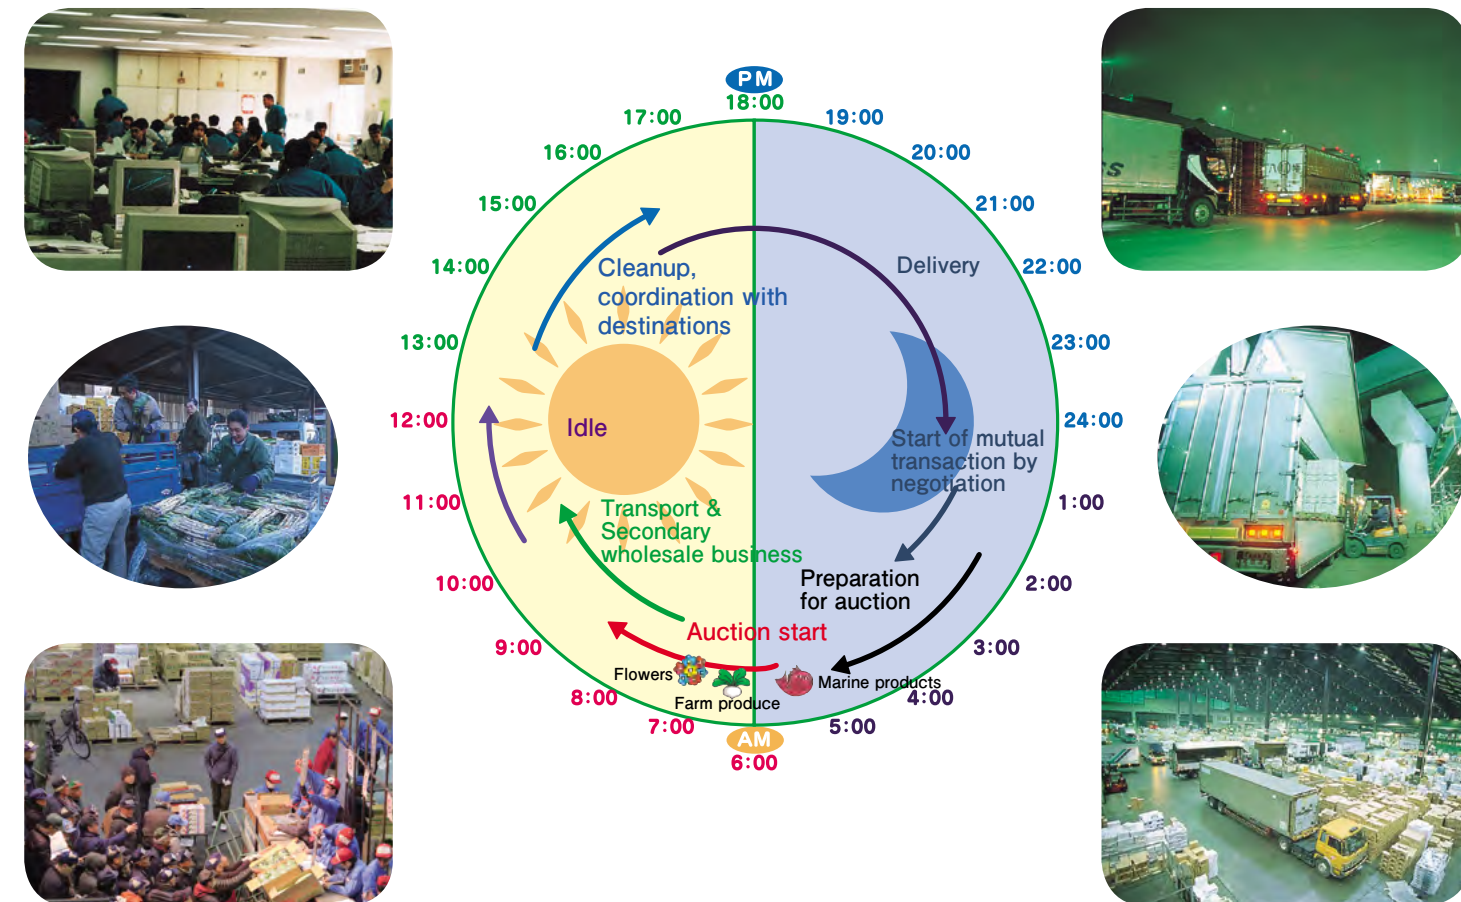 PM
18:00
19:00
20:00
21:00
22:00
23:00
24:00
1:00
2:00
3:00
4:00
5:00
AM
6:00
7:00
8:00
9:00
10:00
11:00
12:00
13:00
14:00
15:00
16:00
17:00
Delivery
Start of mutual
transaction by
negotiation
Preparation
for auction
Marine products
Auction start
Farm produce
Flowers
Transport &
Secondary
wholesale business
Idle
Cleanup,
coordination with
destinations